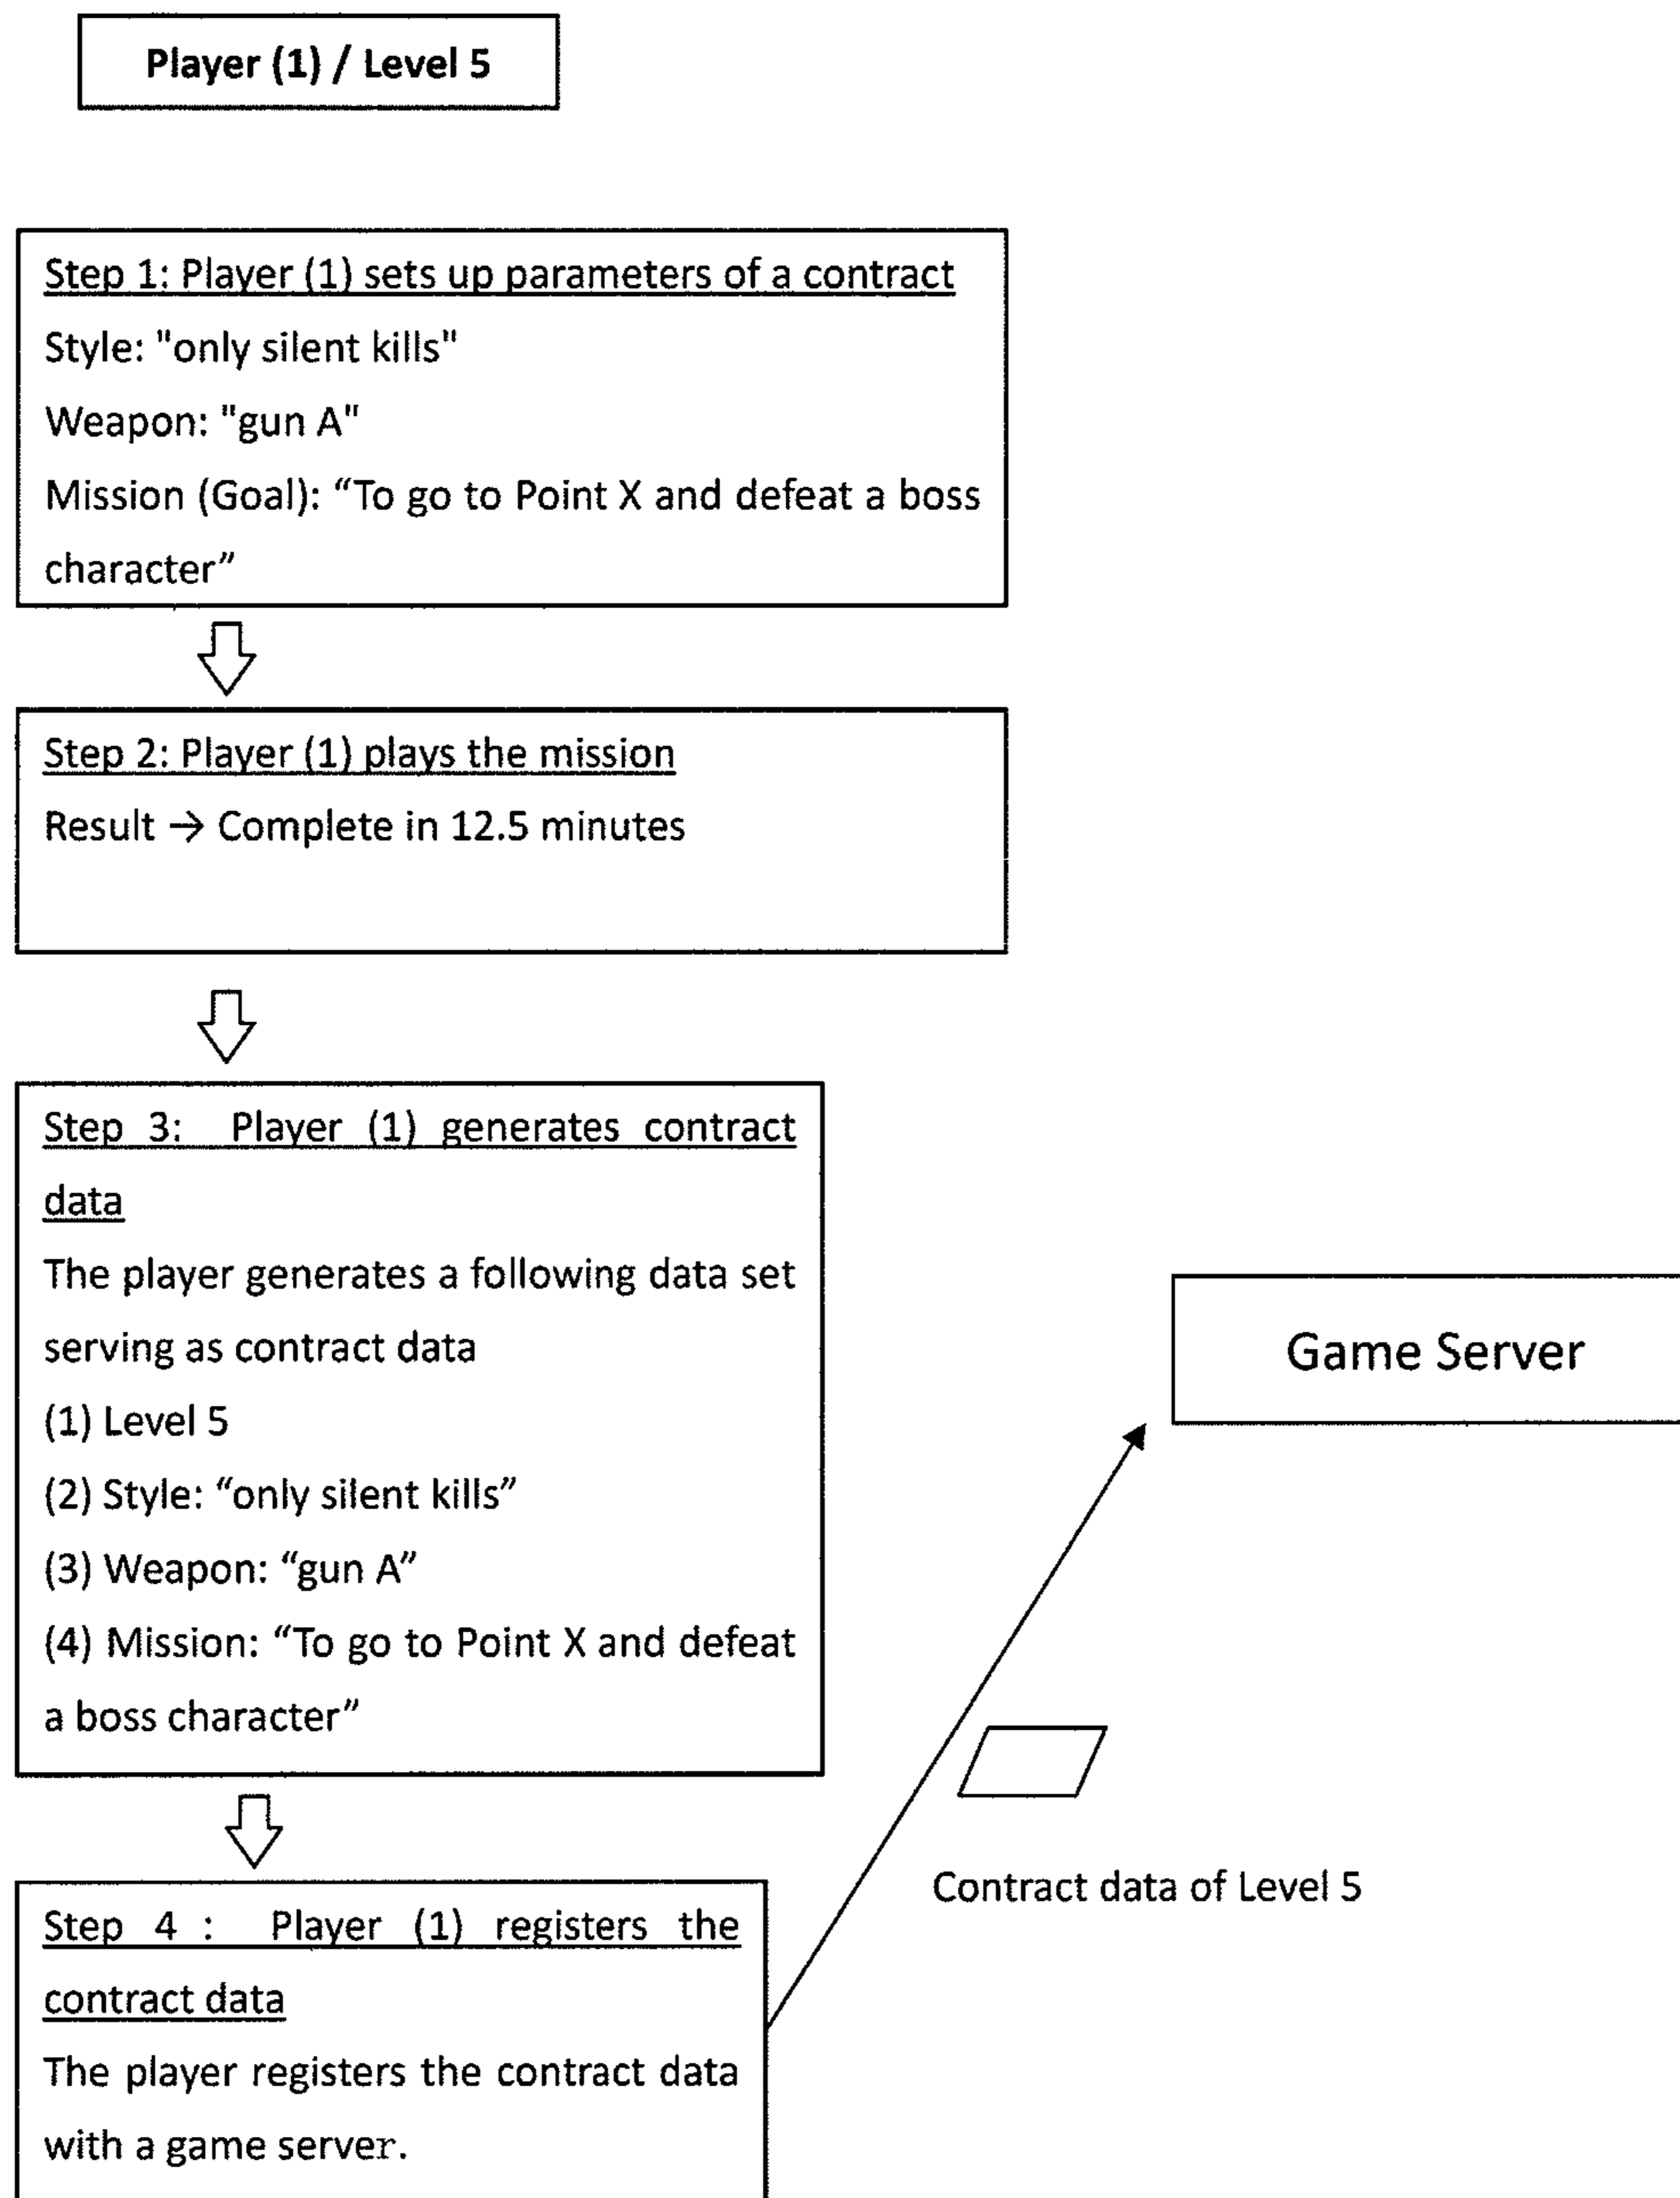 Player (1) / Level 5
Step 1: Player (1) sets up parameters of a contract
Style: "only silent kills"
Weapon: "gun A"
Mission (Goal): “To go to Point X and defeat a boss
character”
Step 2: Player (1) plays the mission
Result → Complete in 12.5 minutes
Step 3: Player (1) generates contract
data
The player generates a following data set
serving as contract data
(1) Level 5
(2) Style: “only silent kills”
(3) Weapon: “gun A”
(4) Mission: “To go to Point X and defeat
a boss character”
Game Server
Contract data of Level 5
Step 4 : Player (1) registers the
contract data
The player registers the contract data
with a game server.